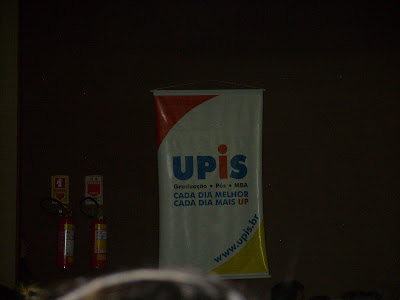 UPiS
Graduação • Pós • MBA
CADA DIA MELHOR
CADA DIA MAIS UP
www.upis.br